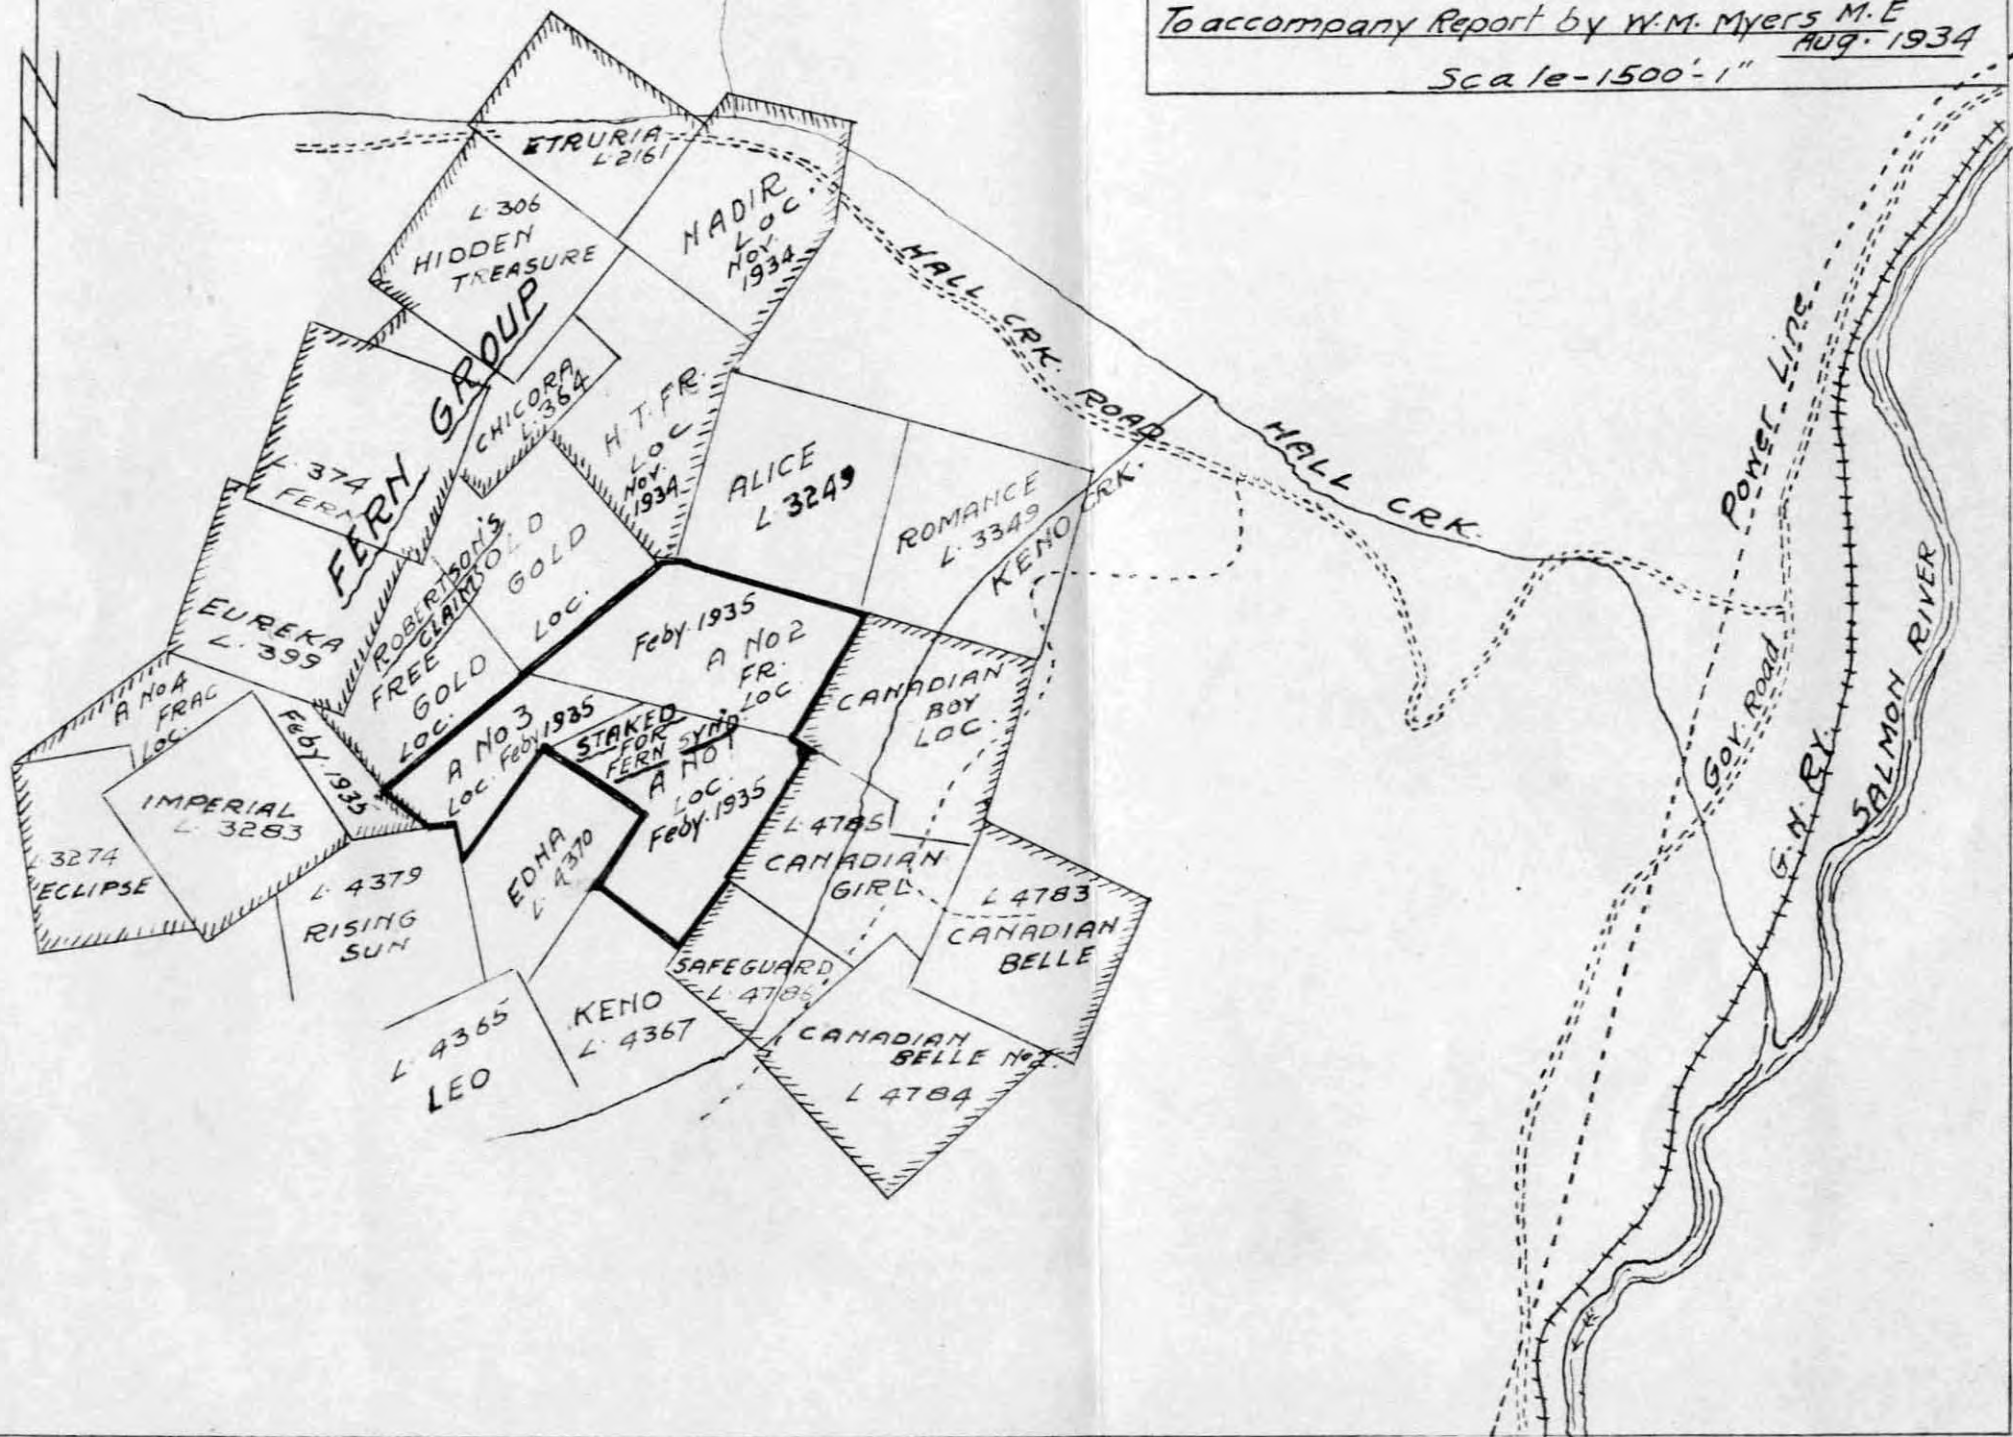 To accompany Report by W.M. Myers M.E
Aug. 1934
Scale-1500'-1"
ETRURIA
L.2161
L.306
HIDDEN
TREASURE
NADIR
LOC.
Nov.
1934
FERN GROUP
CHICORA
L.364
H.T. FR.
LOC
Nov.
1934
L.374
FERN
ALICE
L.3249
ROMANCE
L.3349
KENO CRK.
HALL CRK. ROAD
HALL CRK.
Power Line
Gov. Road
G.N. RY.
SALMON RIVER
EUREKA
L.399
ROBERTSON'S
CLAIMS
OLD
GOLD
LOC.
FREE
GOLD
LOC.
Feby. 1935
A No 2
FR.
LOC.
A No 3
LOC. Feby 1935
STAKED
FOR
FERN SYND.
A No 1
LOC.
Feby. 1935
A No 4
FRAC
LOC.
Feby. 1935
IMPERIAL
L.3283
L.3274
ECLIPSE
L.4379
RISING
SUN
EDNA
L.4370
CANADIAN
BOY
LOC.
L.4785
CANADIAN
GIRL
L.4783
CANADIAN
BELLE
SAFEGUARD
L.4786
CANADIAN
BELLE No 2.
L 4784
KENO
L.4367
L.4365
LEO